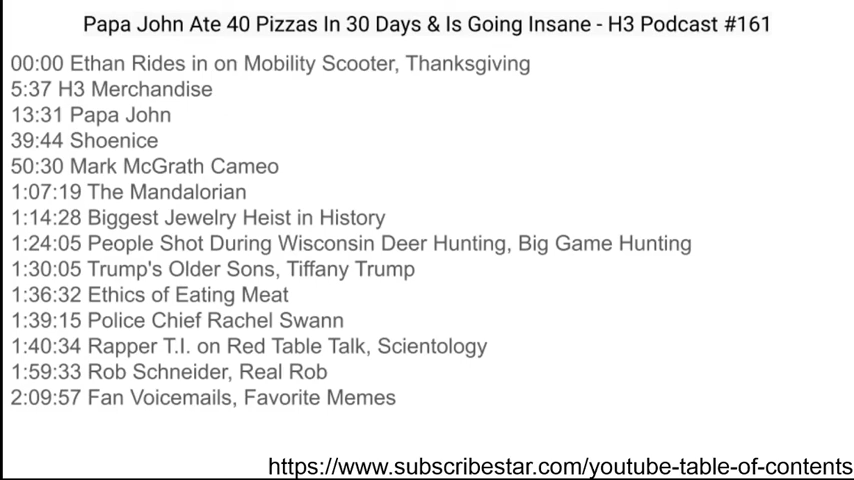 Papa John Ate 40 Pizzas In 30 Days & Is Going Insane - H3 Podcast #161
00:00 Ethan Rides in on Mobility Scooter, Thanksgiving
5:37 H3 Merchandise
13:31 Papa John
39:44 Shoenice
50:30 Mark McGrath Cameo
1:07:19 The Mandalorian
1:14:28 Biggest Jewelry Heist in History
1:24:05 People Shot During Wisconsin Deer Hunting, Big Game Hunting
1:30:05 Trump's Older Sons, Tiffany Trump
1:36:32 Ethics of Eating Meat
1:39:15 Police Chief Rachel Swann
1:40:34 Rapper T.I. on Red Table Talk, Scientology
1:59:33 Rob Schneider, Real Rob
2:09:57 Fan Voicemails, Favorite Memes
https://www.subscribestar.com/youtube-table-of-contents